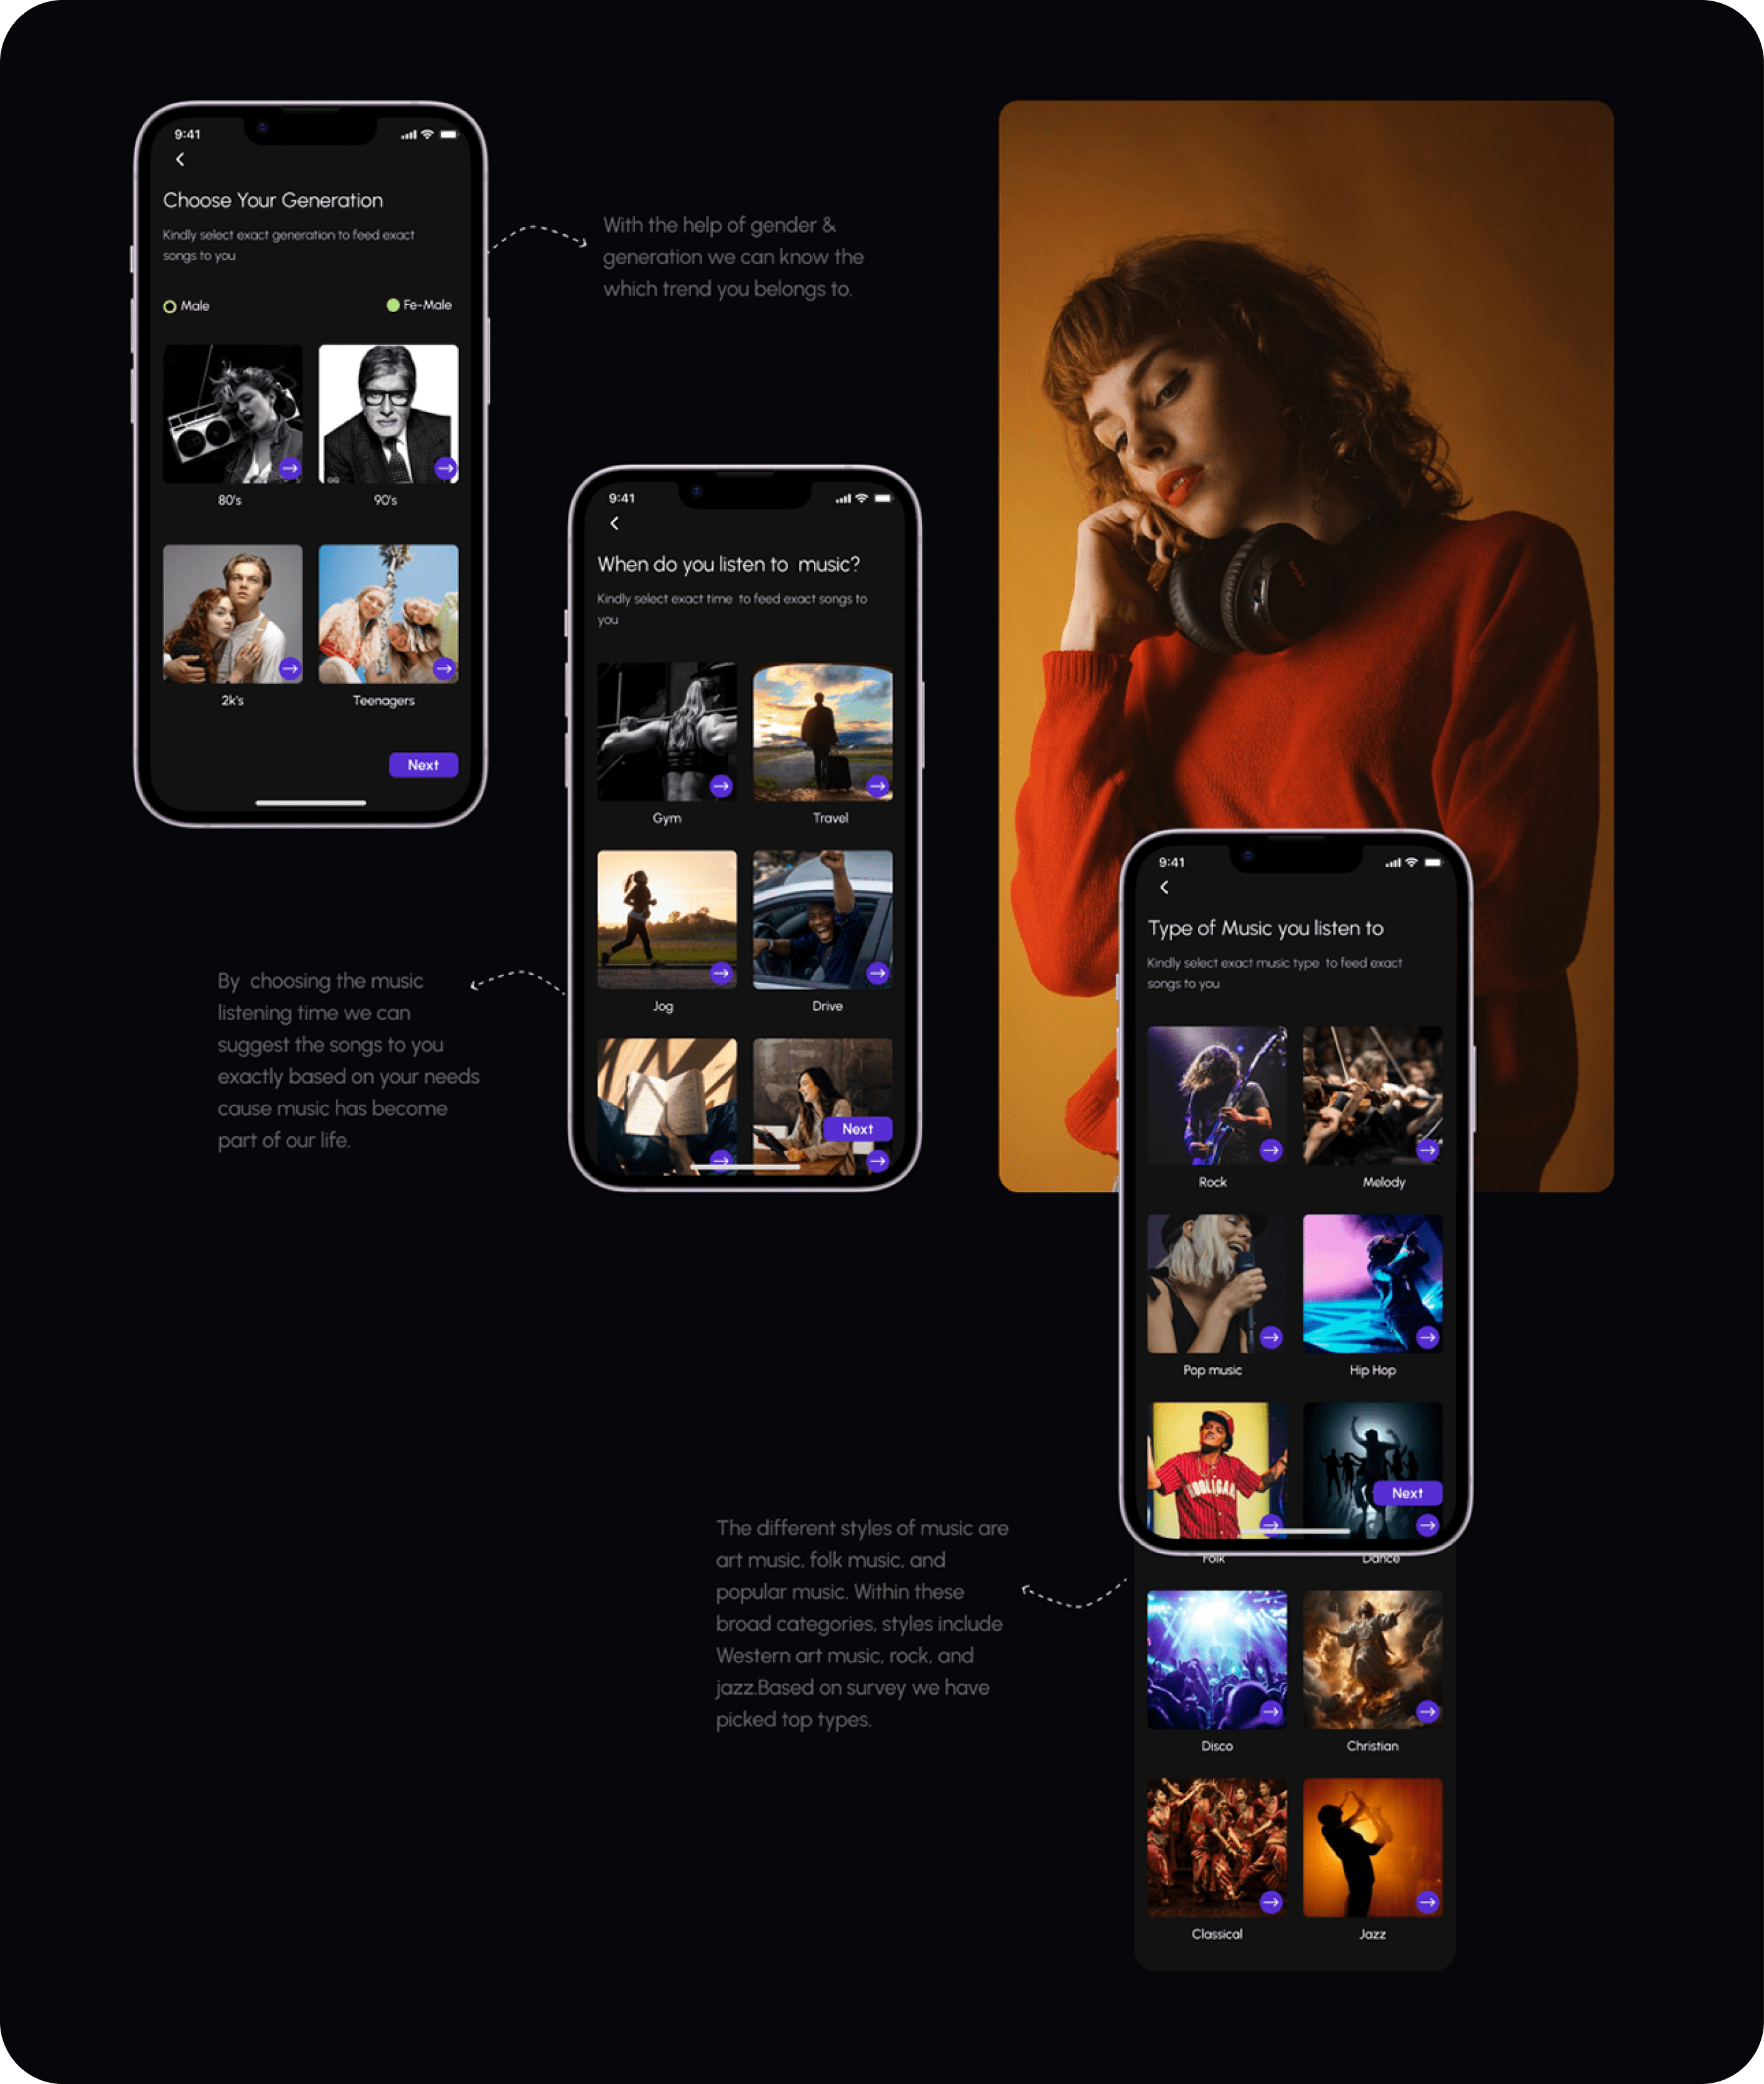 9:41
Choose Your Generation
Kindly select exact generation to feed exact
songs to you
Male
Fe-Male
80's
90's
2k's
Teenagers
Next
With the help of gender &
generation we can know the
which trend you belongs to.
9:41
When do you listen to  music?
Kindly select exact time  to feed exact songs to
you
Gym
Travel
Jog
Drive
Next
By  choosing the music
listening time we can
suggest the songs to you
exactly based on your needs
cause music has become
part of our life.
SONY
9:41
Type of Music you listen to
Kindly select exact music type  to feed exact
songs to you
Rock
Melody
Pop music
Hip Hop
HOOLIGAN
Next
Folk
Dance
Disco
Christian
Classical
Jazz
The different styles of music are
art music, folk music, and
popular music. Within these
broad categories, styles include
Western art music, rock, and
jazz.Based on survey we have
picked top types.